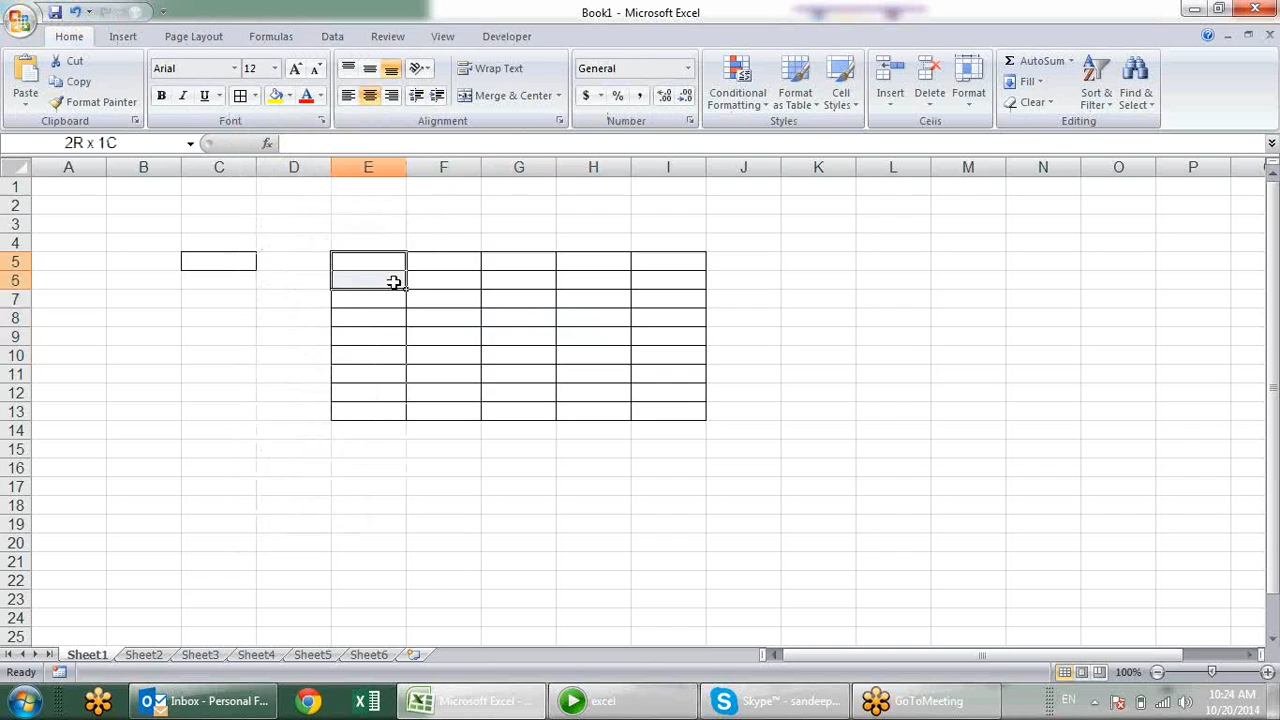 Book1 - Microsoft Excel
Home Insert Page Layout Formulas Data Review View Developer
Cut
Copy
Format Painter
Paste
Clipboard
Arial 12
B I U
Font
Wrap Text
Merge & Center
Alignment
General
$ % ,
Number
Conditional Formatting
Format as Table
Cell Styles
Styles
Insert Delete Format
Cells
AutoSum
Fill
Clear
Sort & Filter
Find & Select
Editing
2R x 1C fx
A B C D E F G H I J K L M N O P
1
2
3
4
5
6
7
8
9
10
11
12
13
14
15
16
17
18
19
20
21
22
23
24
25
Sheet1 Sheet2 Sheet3 Sheet4 Sheet5 Sheet6
Ready 100%
Inbox - Personal F... Microsoft Excel - excel Skype™ - sandeep... GoToMeeting EN 10:24 AM
10/20/2014